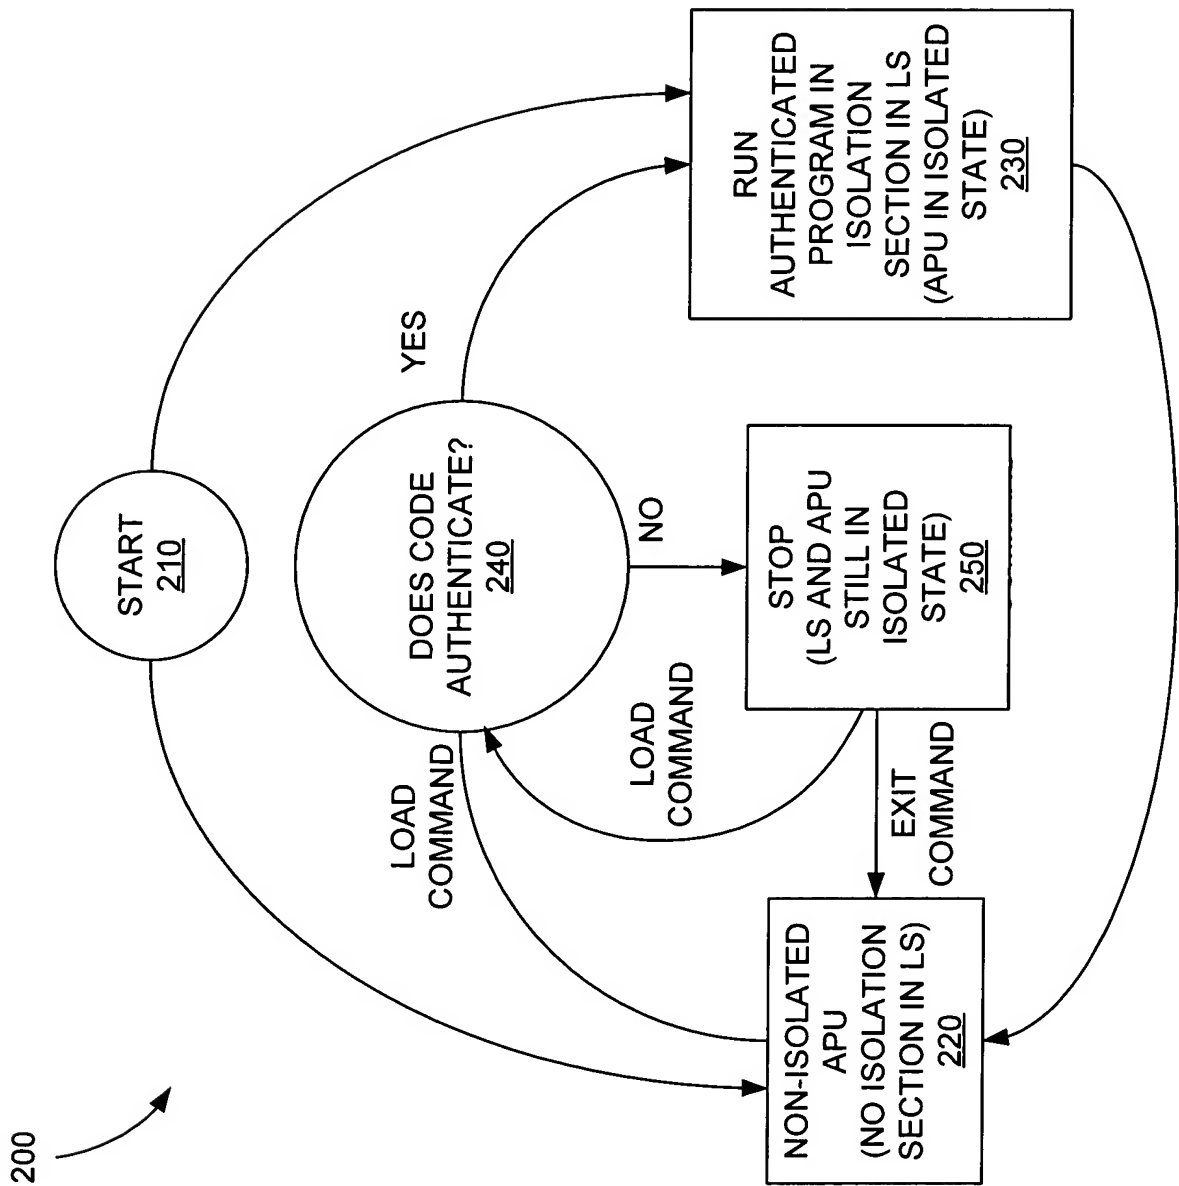 200
START
210
DOES CODE
AUTHENTICATE?
240
YES
NO
LOAD
COMMAND
LOAD
COMMAND
EXIT
COMMAND
NON-ISOLATED
APU
(NO ISOLATION
SECTION IN LS)
220
STOP
(LS AND APU
STILL IN
ISOLATED
STATE)
250
RUN
AUTHENTICATED
PROGRAM IN
ISOLATION
SECTION IN LS
(APU IN ISOLATED
STATE)
230